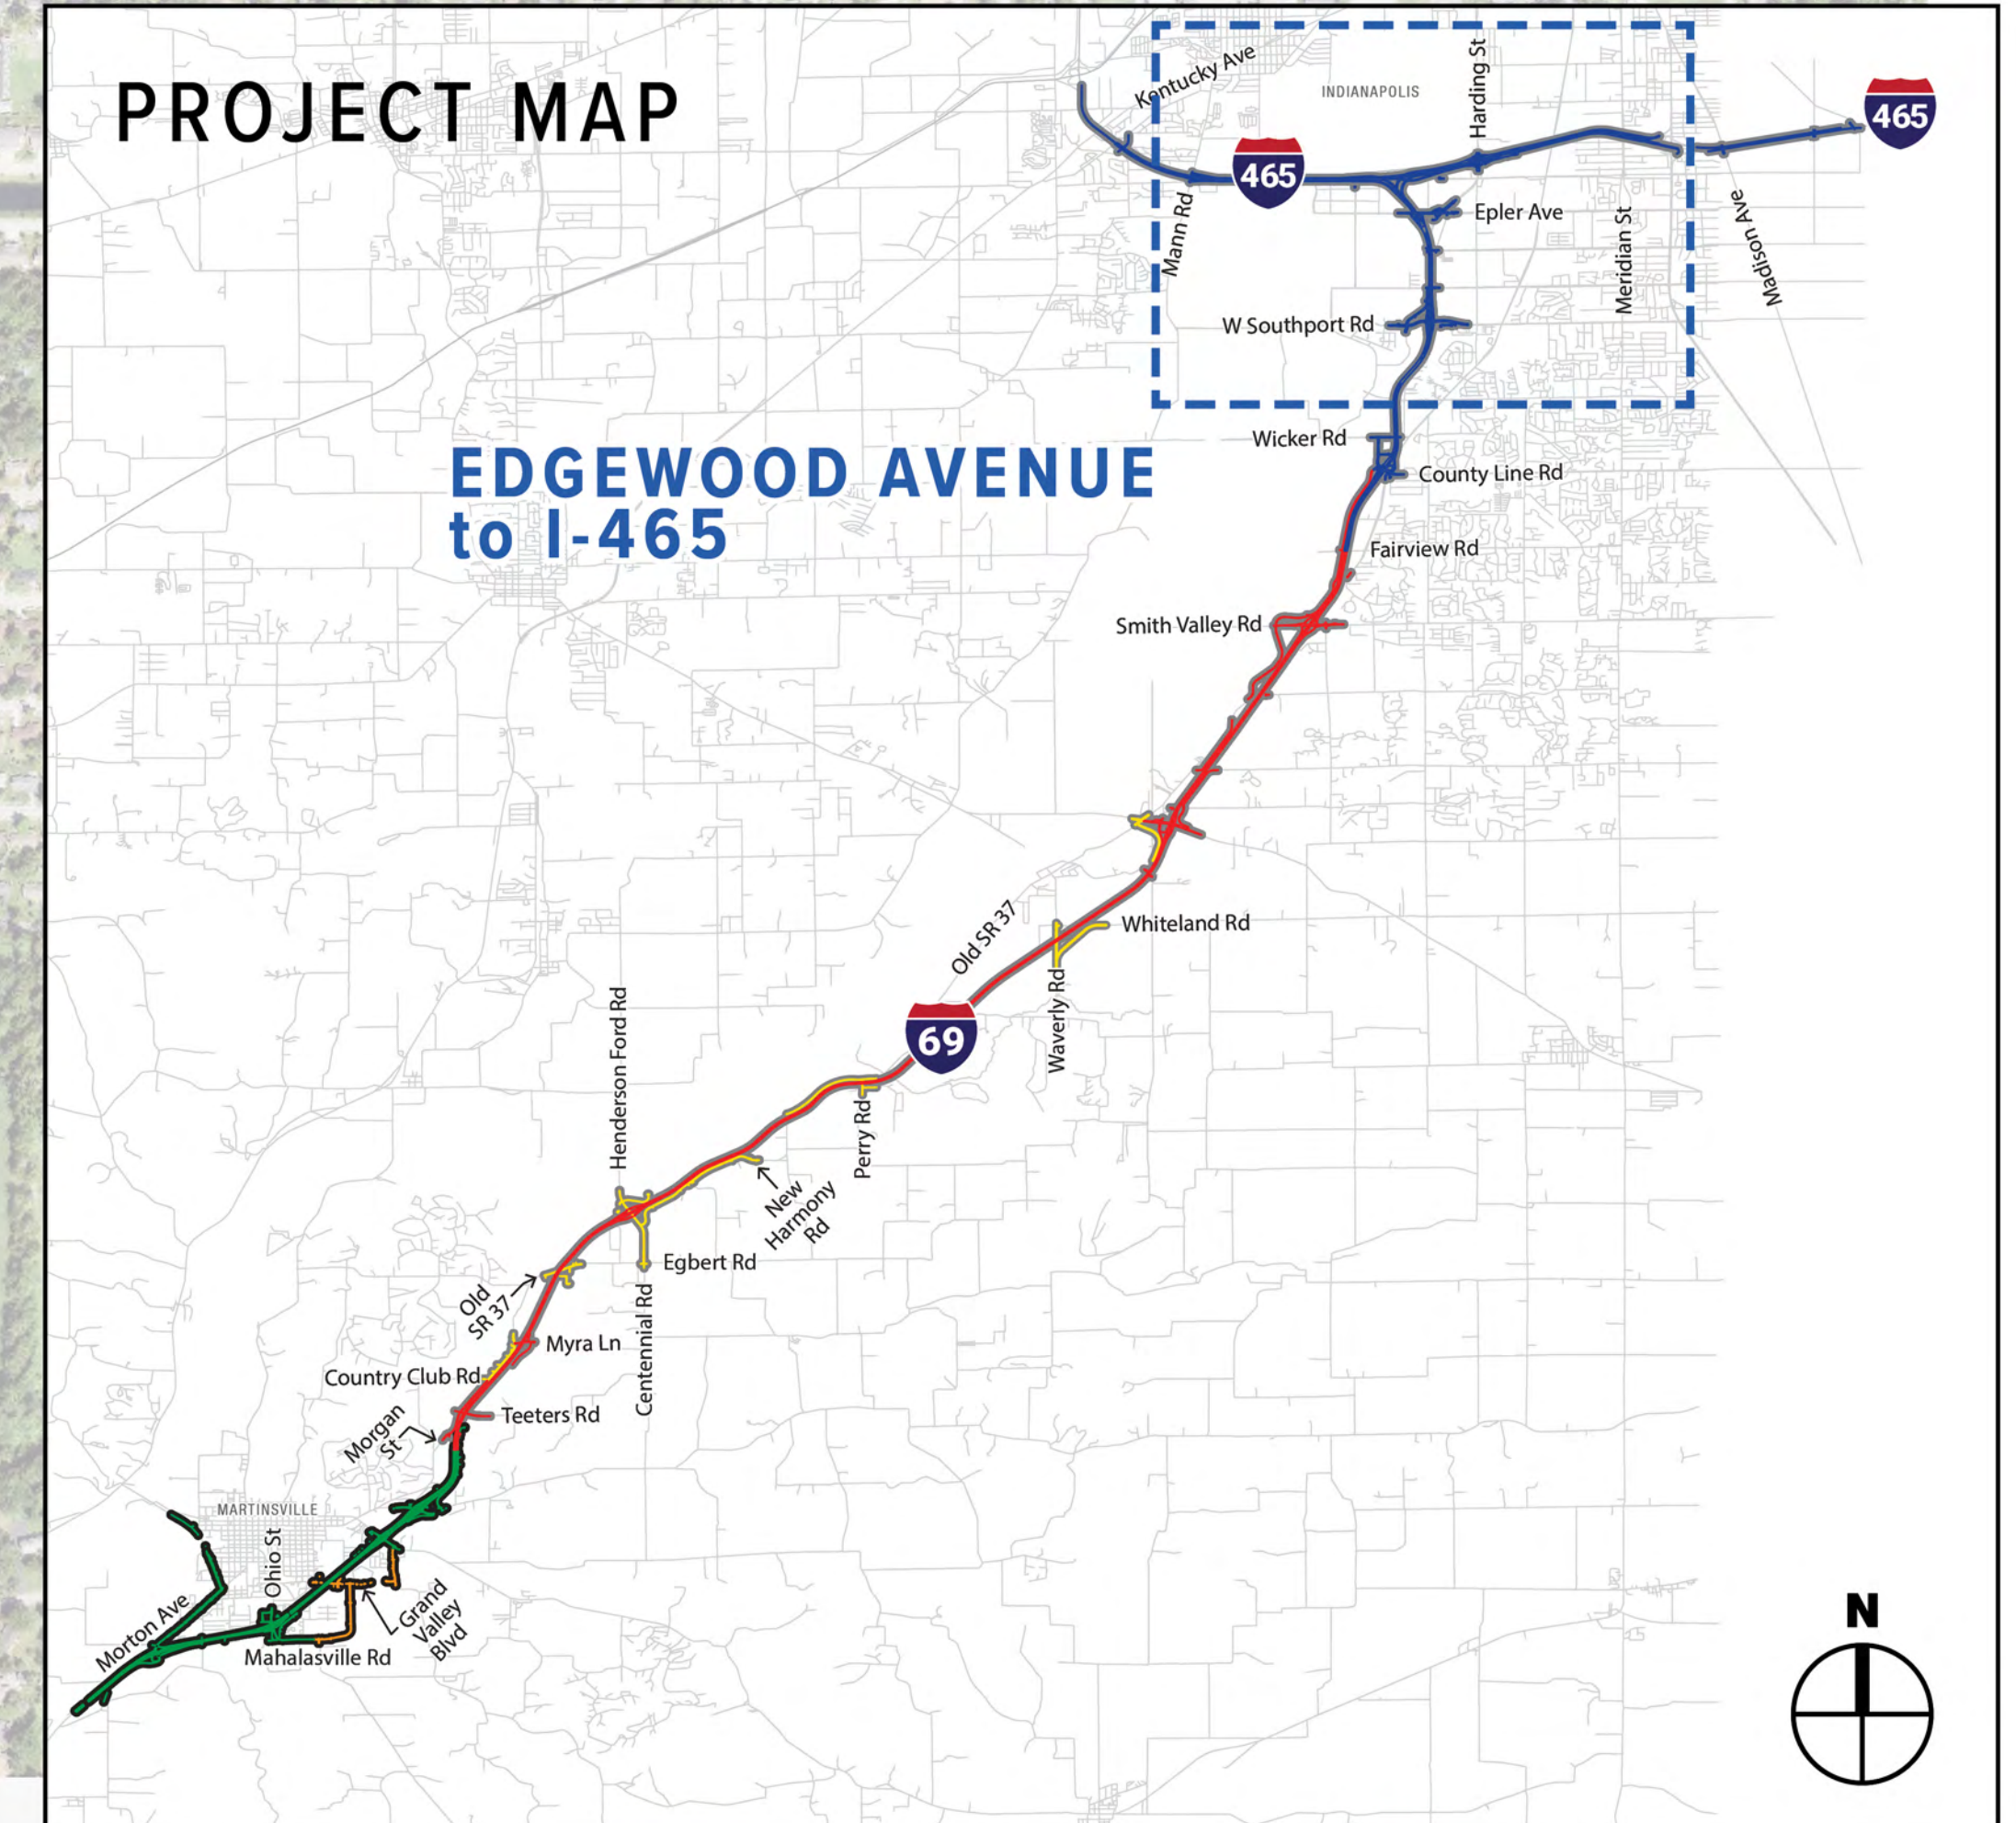 PROJECT MAP
Kentucky Ave
INDIANAPOLIS
Harding St
465
465
Mann Rd
Epler Ave
Meridian St
Madison Ave
W Southport Rd
Wicker Rd
EDGEWOOD AVENUE
to I-465
County Line Rd
Fairview Rd
Smith Valley Rd
Old SR 37
Whiteland Rd
Waverly Rd
69
Henderson Ford Rd
Perry Rd
New
Harmony
Rd
Egbert Rd
Old
SR 37
Centennial Rd
Myra Ln
Country Club Rd
Teeters Rd
Morgan
St
MARTINSVILLE
Ohio St
Grand
Valley
Blvd
Morton Ave
Mahalasville Rd
N